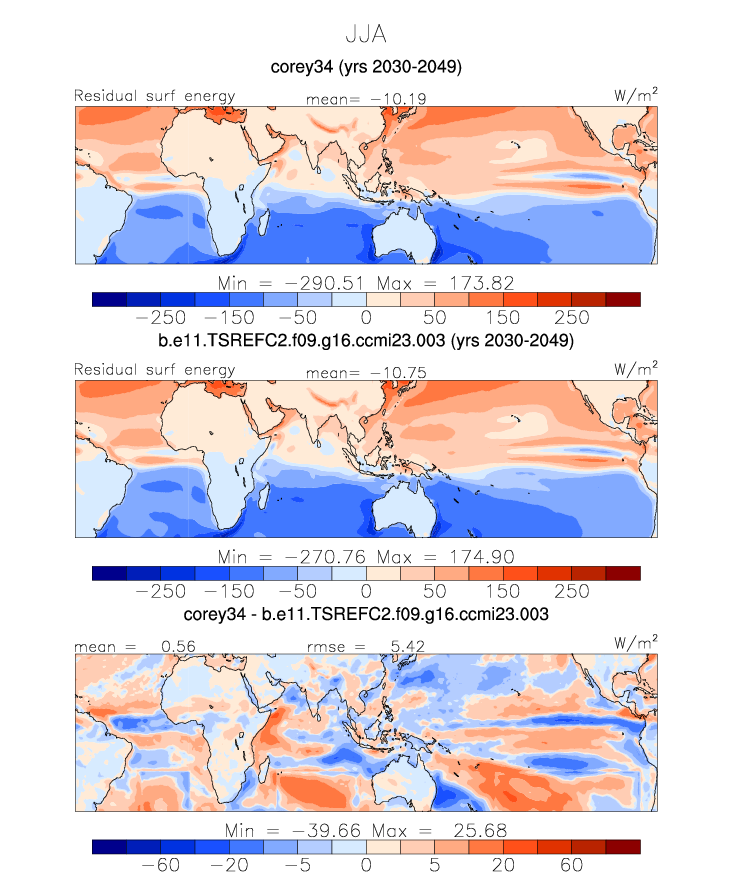 JJA
corey34 (yrs 2030-2049)
Residual surf energy mean= −10.19 W/m²
Min = −290.51 Max = 173.82
−250 −150 −50 0 50 150 250
b.e11.TSREFC2.f09.g16.ccmi23.003 (yrs 2030-2049)
Residual surf energy mean= −10.75 W/m²
Min = −270.76 Max = 174.90
−250 −150 −50 0 50 150 250
corey34 - b.e11.TSREFC2.f09.g16.ccmi23.003
mean = 0.56 rmse = 5.42 W/m²
Min = −39.66 Max = 25.68
−60 −20 −5 0 5 20 60